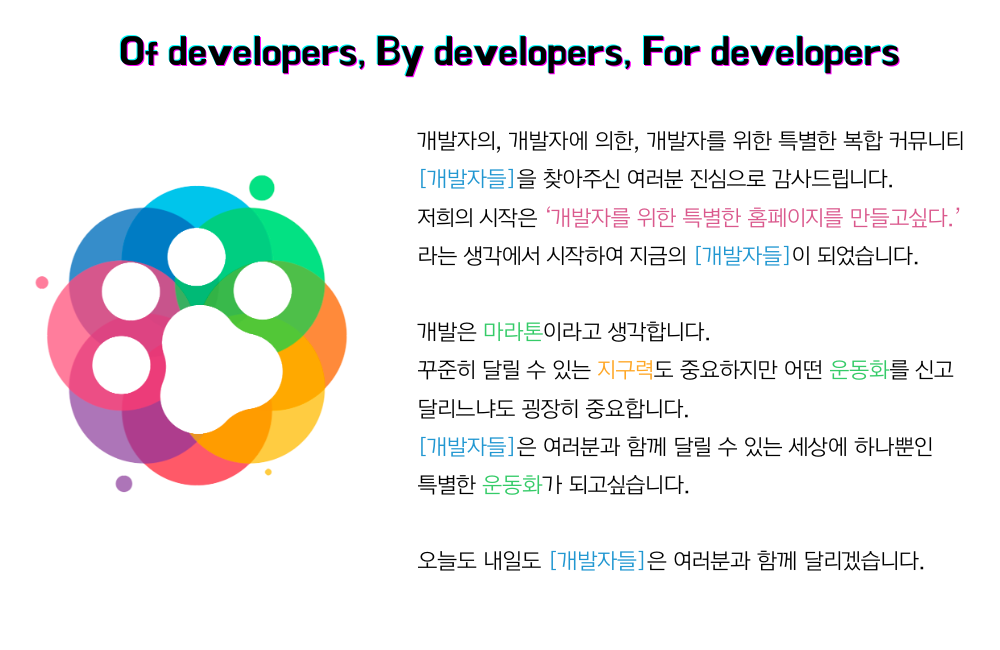 Of developers, By developers, For developers
개발자의, 개발자에 의한, 개발자를 위한 특별한 복합 커뮤니티
[개발자들]을 찾아주신 여러분 진심으로 감사드립니다.
저희의 시작은 ‘개발자를 위한 특별한 홈페이지를 만들고싶다.’
라는 생각에서 시작하여 지금의 [개발자들]이 되었습니다.
개발은 마라톤이라고 생각합니다.
꾸준히 달릴 수 있는 지구력도 중요하지만 어떤 운동화를 신고
달리느냐도 굉장히 중요합니다.
[개발자들]은 여러분과 함께 달릴 수 있는 세상에 하나뿐인
특별한 운동화가 되고싶습니다.
오늘도 내일도 [개발자들]은 여러분과 함께 달리겠습니다.